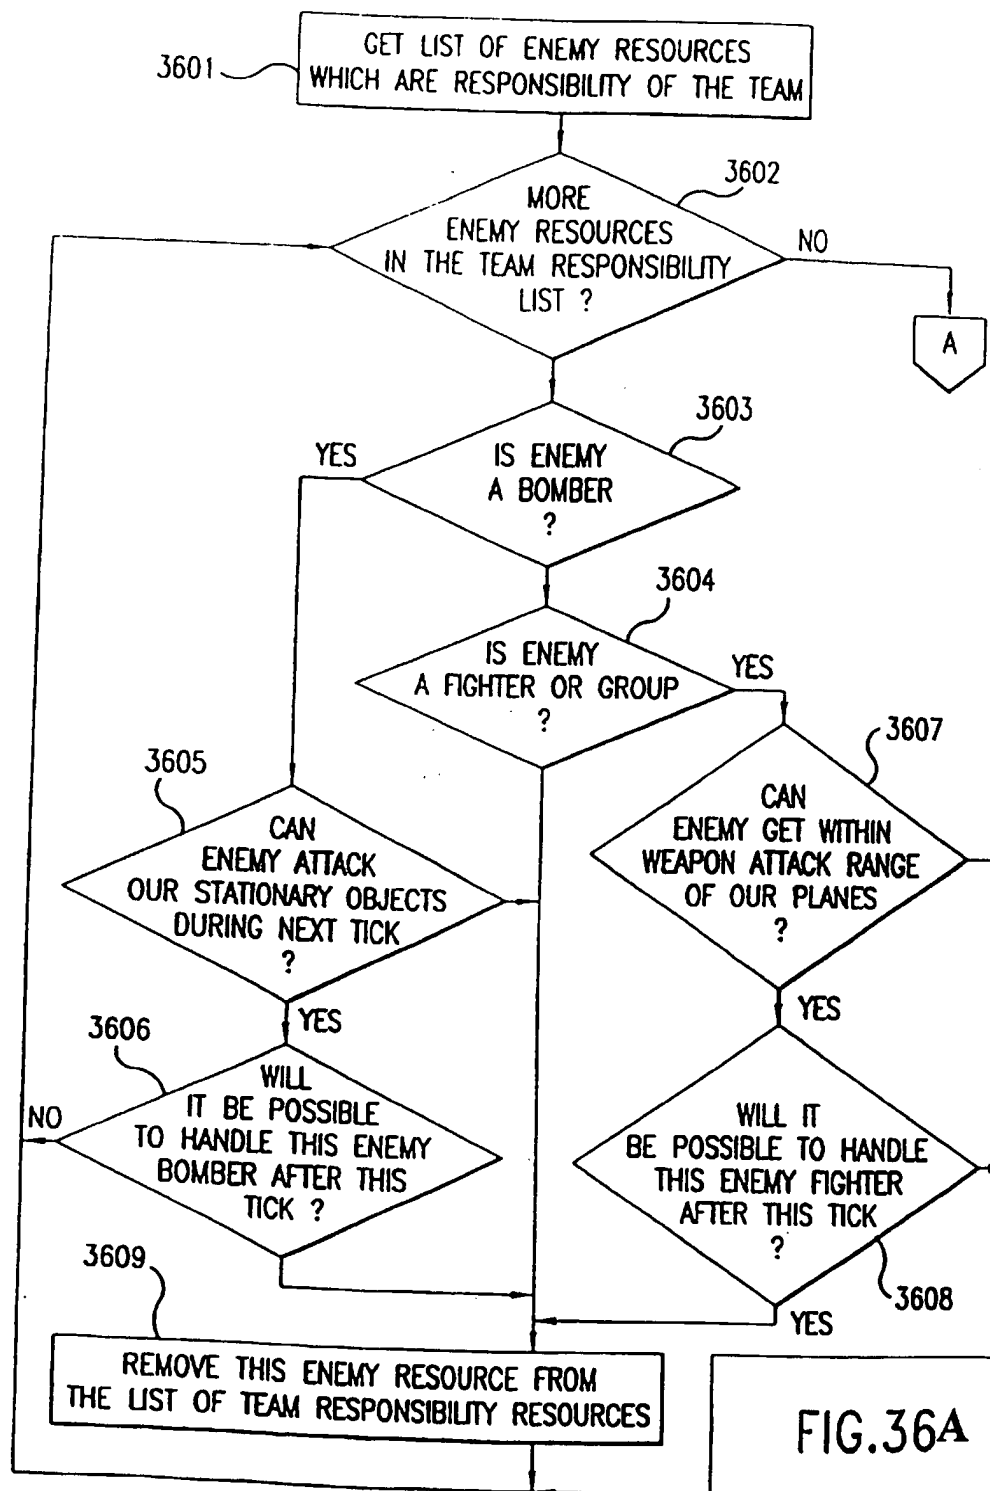 GET LIST OF ENEMY RESOURCES
WHICH ARE RESPONSIBILITY OF THE TEAM
3601
3602
MORE
ENEMY RESOURCES
IN THE TEAM RESPONSIBILITY
LIST ?
NO
A
3603
YES
IS ENEMY
A BOMBER
?
3604
IS ENEMY
A FIGHTER OR GROUP
?
YES
3605
CAN
ENEMY ATTACK
OUR STATIONARY OBJECTS
DURING NEXT TICK
?
YES
3607
CAN
ENEMY GET WITHIN
WEAPON ATTACK RANGE
OF OUR PLANES
?
YES
3606
NO
WILL
IT BE POSSIBLE
TO HANDLE THIS ENEMY
BOMBER AFTER THIS
TICK ?
WILL IT
BE POSSIBLE TO HANDLE
THIS ENEMY FIGHTER
AFTER THIS TICK
?
3608
YES
3609
REMOVE THIS ENEMY RESOURCE FROM
THE LIST OF TEAM RESPONSIBILITY RESOURCES
FIG.36A